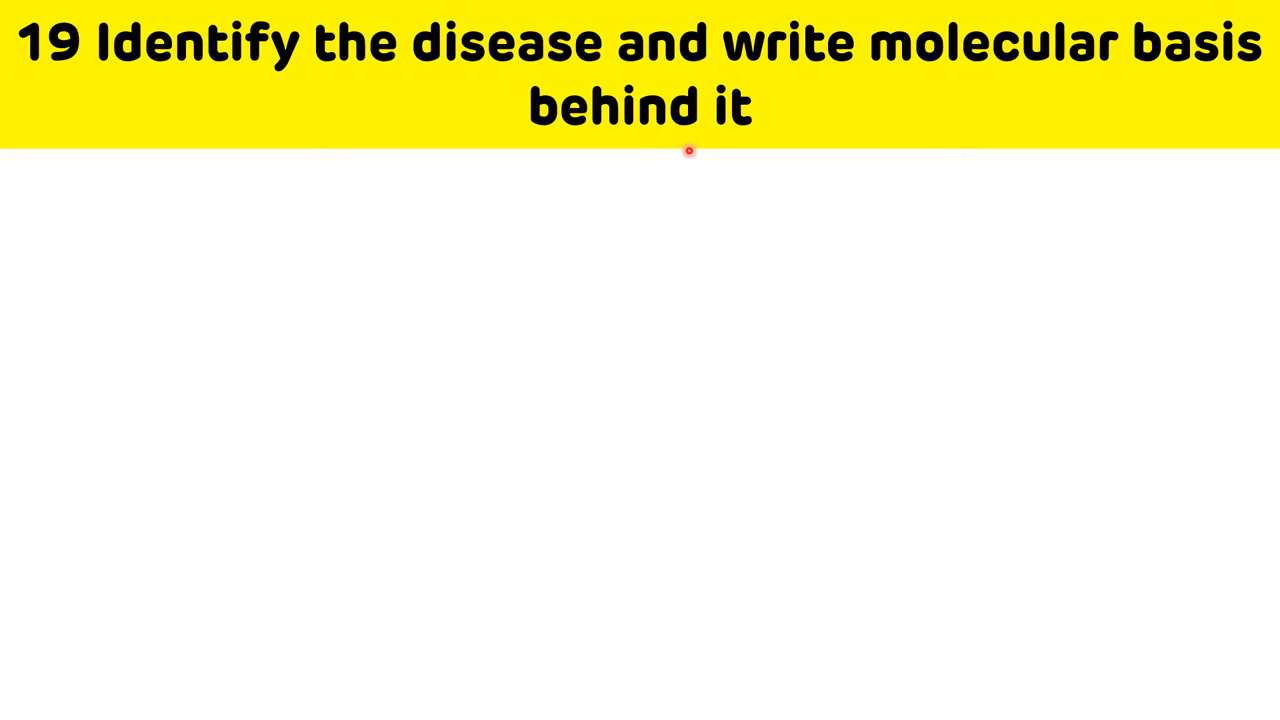 19 Identify the disease and write molecular basis
behind it